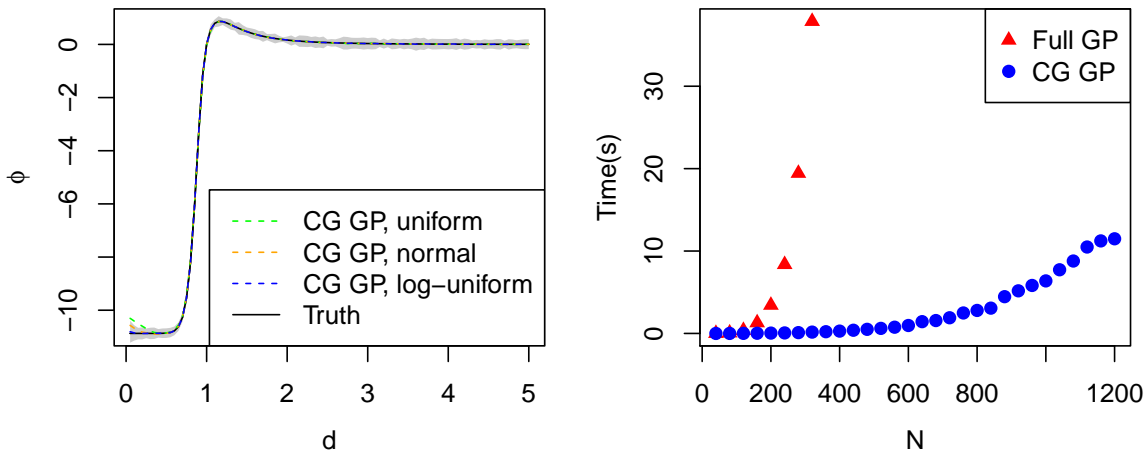 0
−2
−4
−6
−10
ϕ
CG GP, uniform
CG GP, normal
CG GP, log−uniform
Truth
0 1 2 3 4 5
d
Full GP
CG GP
30
20
10
0
Time(s)
0 200 400 600 800 1200
N